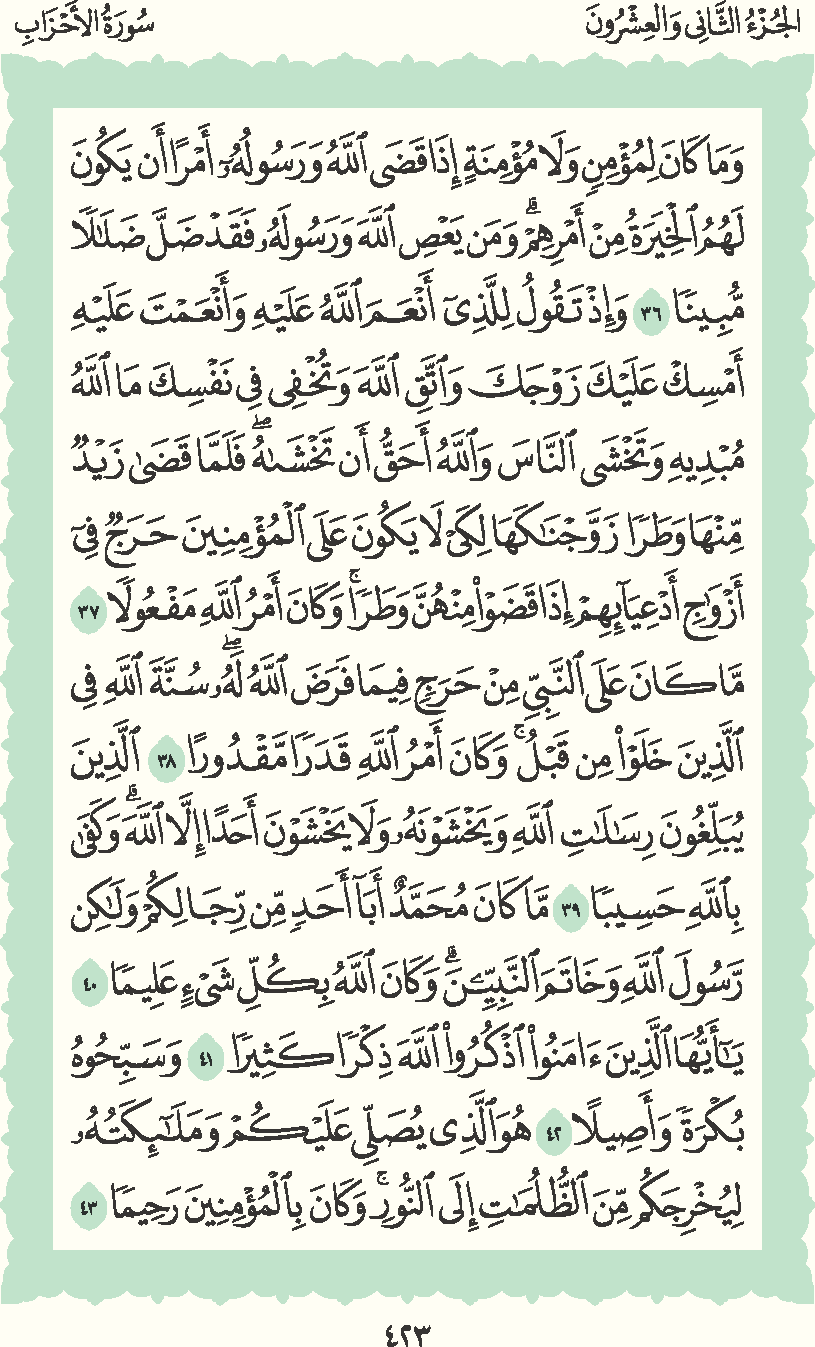 الجُزْءُ الثَّانِي وَالعِشْرُونَ
سُورَةُ الأَحْزَابِ
وَمَا كَانَ لِمُؤْمِنٍ وَلَا مُؤْمِنَةٍ إِذَا قَضَى ٱللَّهُ وَرَسُولُهُۥٓ أَمْرًا أَن يَكُونَ
لَهُمُ ٱلْخِيَرَةُ مِنْ أَمْرِهِمْۗ وَمَن يَعْصِ ٱللَّهَ وَرَسُولَهُۥ فَقَدْ ضَلَّ ضَلَٰلًا
مُّبِينًا ٣٦ وَإِذْ تَقُولُ لِلَّذِىٓ أَنْعَمَ ٱللَّهُ عَلَيْهِ وَأَنْعَمْتَ عَلَيْهِ
أَمْسِكْ عَلَيْكَ زَوْجَكَ وَٱتَّقِ ٱللَّهَ وَتُخْفِى فِى نَفْسِكَ مَا ٱللَّهُ
مُبْدِيهِ وَتَخْشَى ٱلنَّاسَ وَٱللَّهُ أَحَقُّ أَن تَخْشَىٰهُۖ فَلَمَّا قَضَىٰ زَيْدٌ
مِّنْهَا وَطَرًا زَوَّجْنَٰكَهَا لِكَىْ لَا يَكُونَ عَلَى ٱلْمُؤْمِنِينَ حَرَجٌ فِىٓ
أَزْوَٰجِ أَدْعِيَآئِهِمْ إِذَا قَضَوْا۟ مِنْهُنَّ وَطَرًاۚ وَكَانَ أَمْرُ ٱللَّهِ مَفْعُولًا ٣٧
مَّا كَانَ عَلَى ٱلنَّبِىِّ مِنْ حَرَجٍ فِيمَا فَرَضَ ٱللَّهُ لَهُۥۖ سُنَّةَ ٱللَّهِ فِى
ٱلَّذِينَ خَلَوْا۟ مِن قَبْلُۚ وَكَانَ أَمْرُ ٱللَّهِ قَدَرًا مَّقْدُورًا ٣٨ ٱلَّذِينَ
يُبَلِّغُونَ رِسَٰلَٰتِ ٱللَّهِ وَيَخْشَوْنَهُۥ وَلَا يَخْشَوْنَ أَحَدًا إِلَّا ٱللَّهَۗ وَكَفَىٰ
بِٱللَّهِ حَسِيبًا ٣٩ مَّا كَانَ مُحَمَّدٌ أَبَآ أَحَدٍ مِّن رِّجَالِكُمْ وَلَٰكِن
رَّسُولَ ٱللَّهِ وَخَاتَمَ ٱلنَّبِيِّـۧنَۗ وَكَانَ ٱللَّهُ بِكُلِّ شَىْءٍ عَلِيمًا ٤٠
يَٰٓأَيُّهَا ٱلَّذِينَ ءَامَنُوا۟ ٱذْكُرُوا۟ ٱللَّهَ ذِكْرًا كَثِيرًا ٤١ وَسَبِّحُوهُ
بُكْرَةً وَأَصِيلًا ٤٢ هُوَ ٱلَّذِى يُصَلِّى عَلَيْكُمْ وَمَلَٰٓئِكَتُهُۥ
لِيُخْرِجَكُم مِّنَ ٱلظُّلُمَٰتِ إِلَى ٱلنُّورِۚ وَكَانَ بِٱلْمُؤْمِنِينَ رَحِيمًا ٤٣
٤٢٣